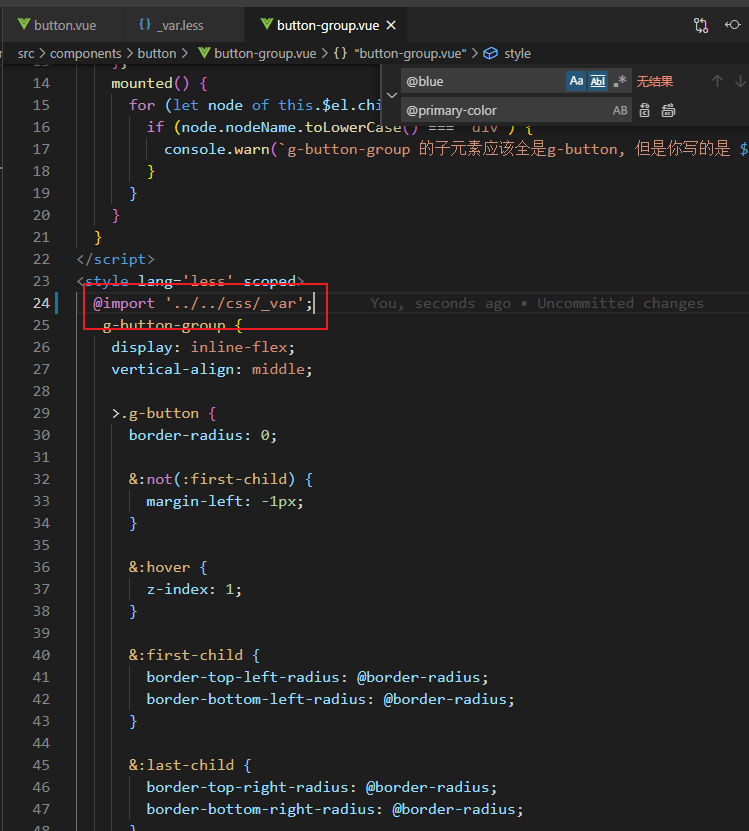 button.vue
_var.less
button-group.vue
src > components > button > button-group.vue > {} "button-group.vue" > style
@blue
Aa
Abl
.*
无结果
@primary-color
AB
14 mounted() {
15 for (let node of this.$el.chi
16 if (node.nodeName.toLowerCase() === 'div') {
17 console.warn(`g-button-group 的子元素应该全是g-button, 但是你写的是 $
18 }
19 }
20 }
21 }
22 </script>
23 <style lang='less' scoped>
24 @import '../../css/_var'; You, seconds ago • Uncommitted changes
25 .g-button-group {
26 display: inline-flex;
27 vertical-align: middle;
28
29 >.g-button {
30 border-radius: 0;
31
32 &:not(:first-child) {
33 margin-left: -1px;
34 }
35
36 &:hover {
37 z-index: 1;
38 }
39
40 &:first-child {
41 border-top-left-radius: @border-radius;
42 border-bottom-left-radius: @border-radius;
43 }
44
45 &:last-child {
46 border-top-right-radius: @border-radius;
47 border-bottom-right-radius: @border-radius;
48 }